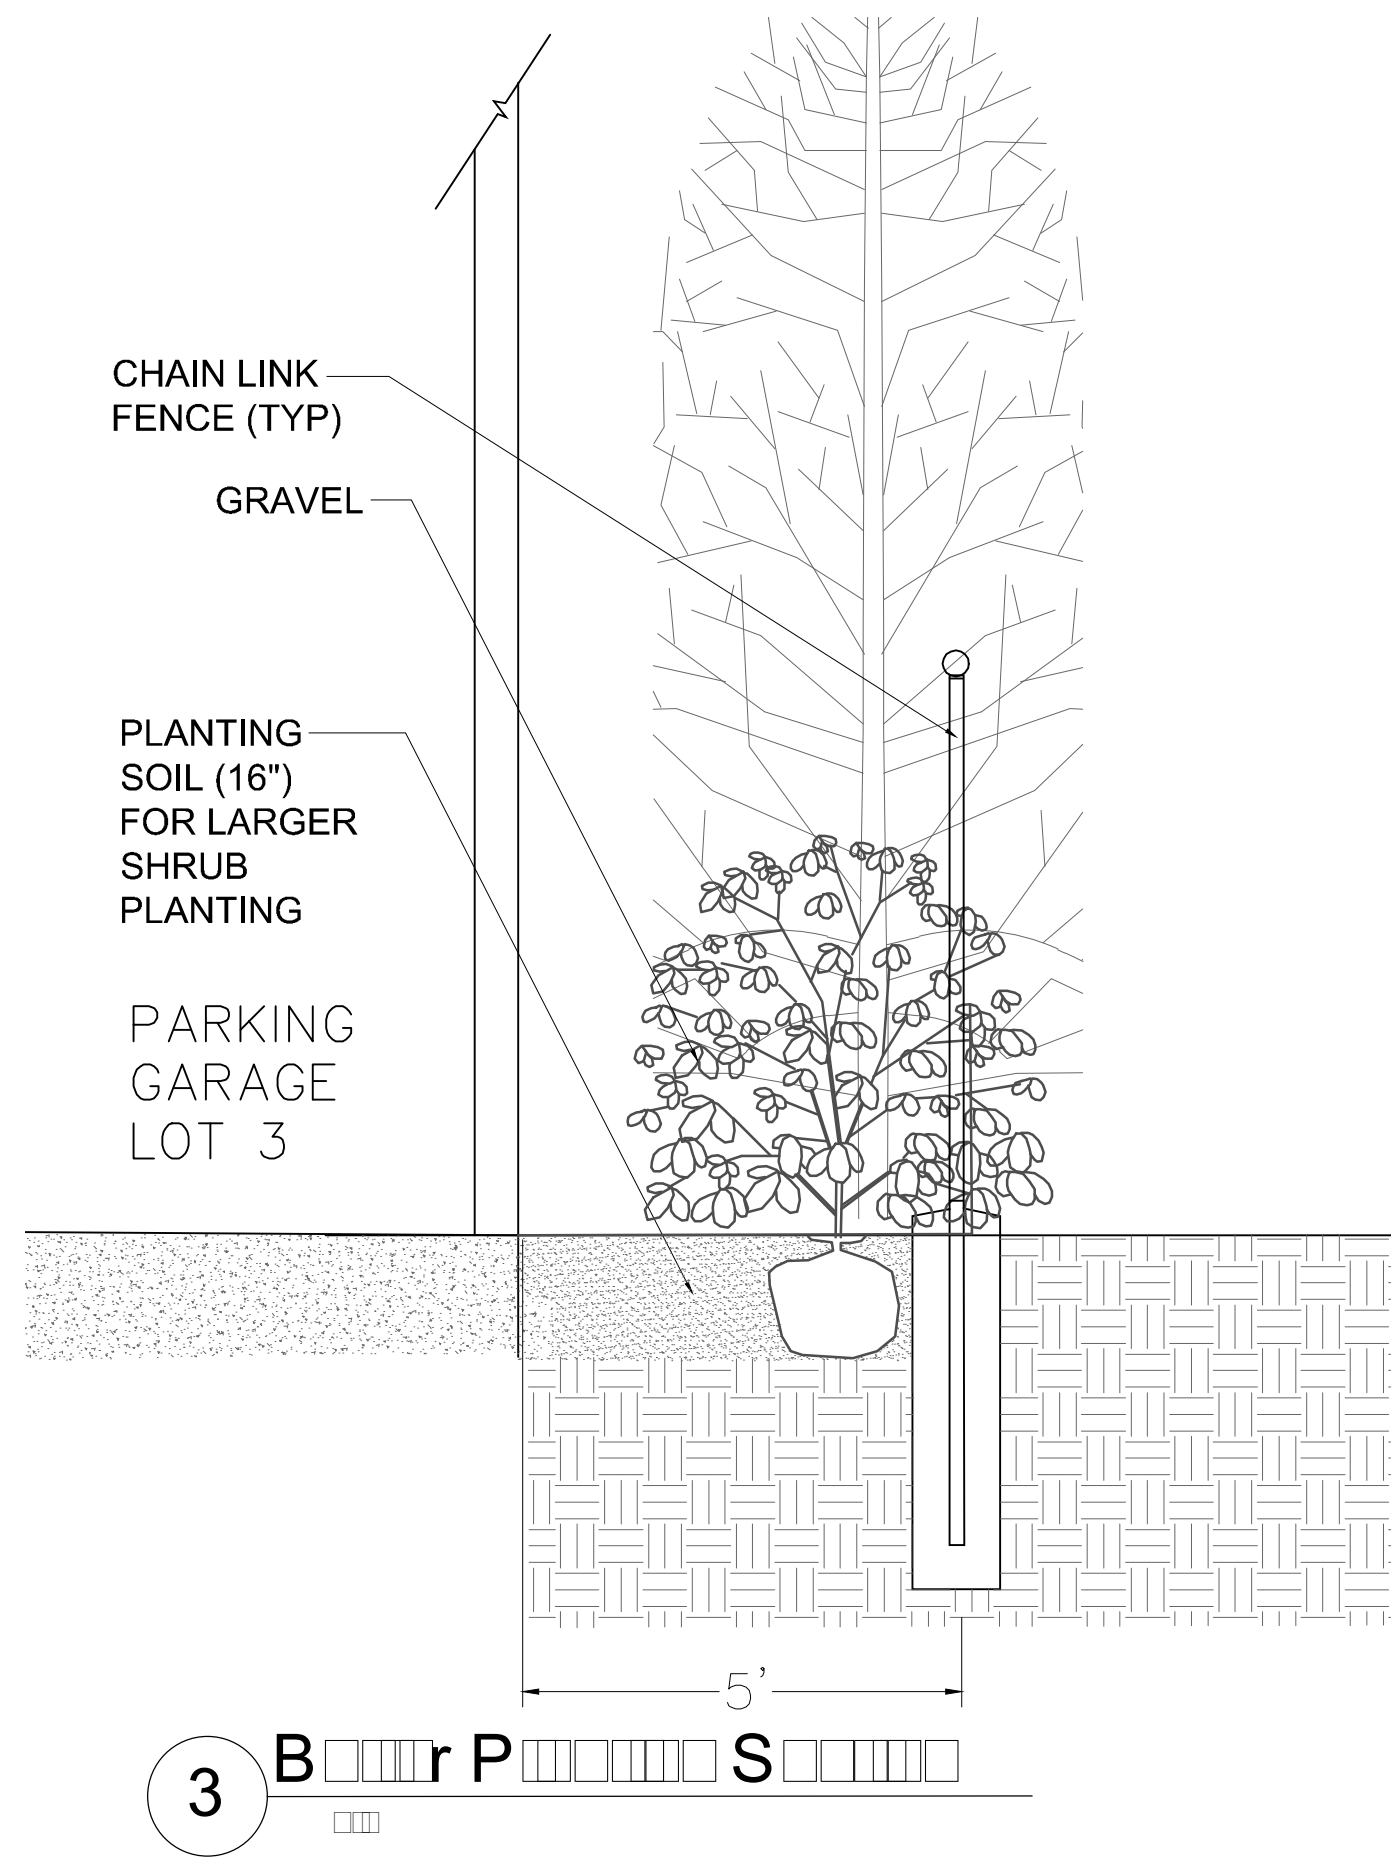 CHAIN LINK
FENCE (TYP)
GRAVEL
PLANTING
SOIL (16")
FOR LARGER
SHRUB
PLANTING
PARKING
GARAGE
LOT 3
5'
3